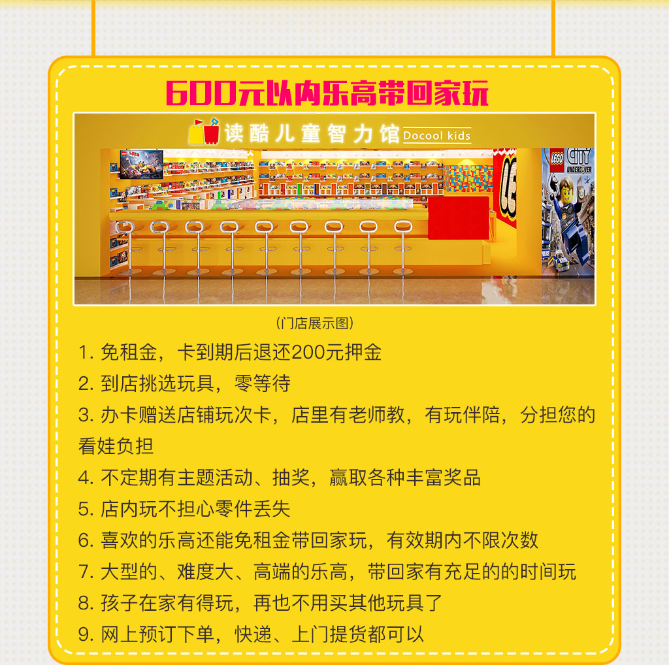 600元以内乐高带回家玩
读酷儿童智力馆 Docool kids
LEGO CITY
UNDERCOVER
(门店展示图)
1. 免租金，卡到期后退还200元押金
2. 到店挑选玩具，零等待
3. 办卡赠送店铺玩次卡，店里有老师教，有玩伴陪，分担您的
看娃负担
4. 不定期有主题活动、抽奖，赢取各种丰富奖品
5. 店内玩不担心零件丢失
6. 喜欢的乐高还能免租金带回家玩，有效期内不限次数
7. 大型的、难度大、高端的乐高，带回家有充足的的时间玩
8. 孩子在家有得玩，再也不用买其他玩具了
9. 网上预订下单，快递、上门提货都可以